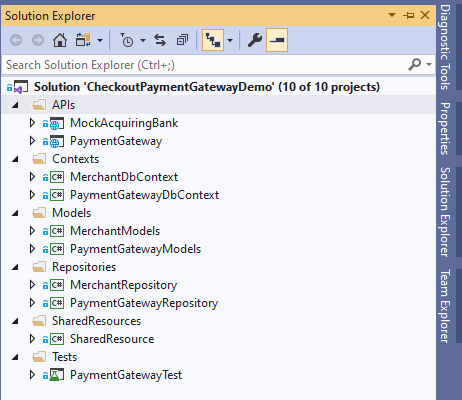 Solution Explorer
Search Solution Explorer (Ctrl+;)
Solution 'CheckoutPaymentGatewayDemo' (10 of 10 projects)
APIs
C# MockAcquiringBank
PaymentGateway
Contexts
C# MerchantDbContext
C# PaymentGatewayDbContext
Models
C# MerchantModels
C# PaymentGatewayModels
Repositories
C# MerchantRepository
C# PaymentGatewayRepository
SharedResources
C# SharedResource
Tests
PaymentGatewayTest
Diagnostic Tools
Properties
Solution Explorer
Team Explorer